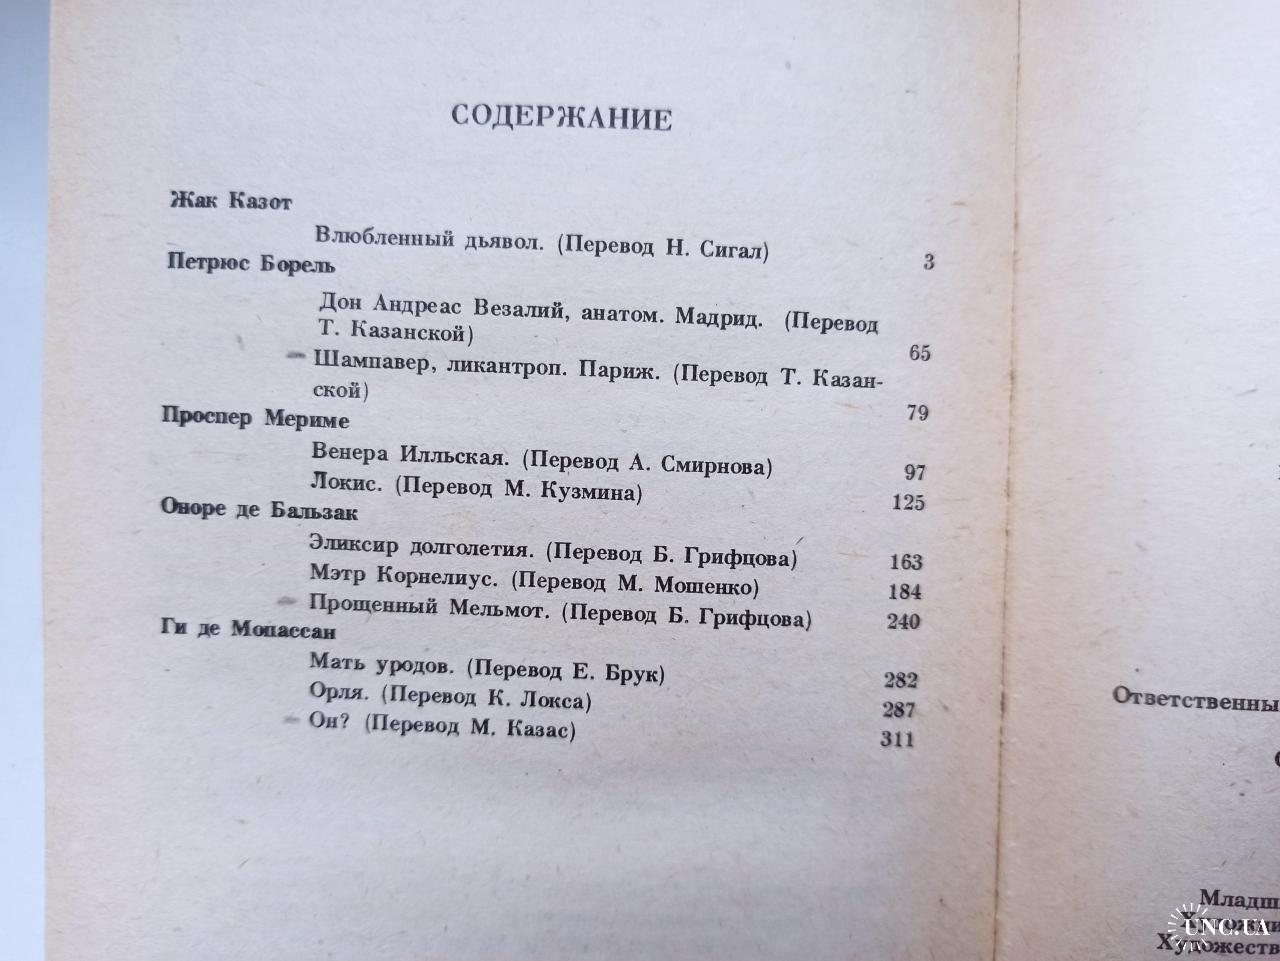 СОДЕРЖАНИЕ
Жак Казот
Влюбленный дьявол. (Перевод Н. Сигал) 3
Петрюс Борель
Дон Андреас Везалий, анатом. Мадрид. (Перевод
Т. Казанской) 65
Шампавер, ликантроп. Париж. (Перевод Т. Казан-
ской) 79
Проспер Мериме
Венера Илльская. (Перевод А. Смирнова) 97
Локис. (Перевод М. Кузмина) 125
Оноре де Бальзак
Эликсир долголетия. (Перевод Б. Грифцова) 163
Мэтр Корнелиус. (Перевод М. Мошенко) 184
Прощенный Мельмот. (Перевод Б. Грифцова) 240
Ги де Мопассан
Мать уродов. (Перевод Е. Брук) 282
Орля. (Перевод К. Локса) 287
Он? (Перевод М. Казас) 311
Ответственны
Младш
Художест
UNC.UA